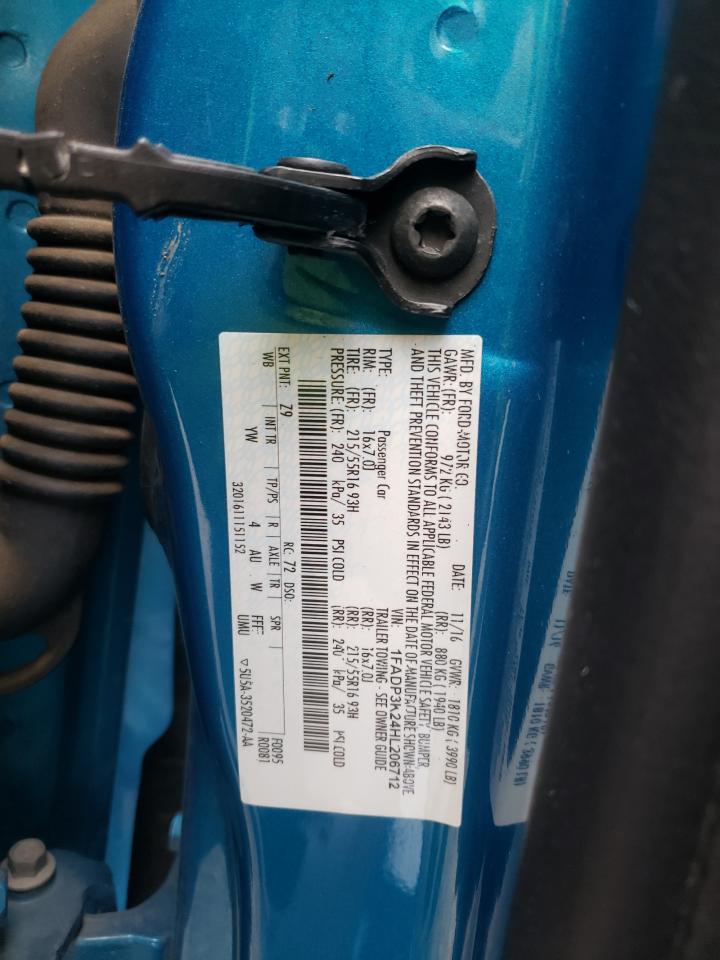 MFD. BY FORD MOTOR CO.
DATE: 11/16 GVWR: 1810 KG ( 3990 LB)
GAWR: (FR): 972 KG ( 2143 LB) (RR): 880 KG ( 1940 LB)
THIS VEHICLE CONFORMS TO ALL APPLICABLE FEDERAL MOTOR VEHICLE SAFETY, BUMPER
AND THEFT PREVENTION STANDARDS IN EFFECT ON THE DATE OF MANUFACTURE SHOWN ABOVE
VIN: 1FADP3K24HL206712
TYPE: Passenger Car TRAILER TOWING - SEE OWNER GUIDE
RIM: (FR): 16x7.0J (RR): 16x7.0J
TIRE: (FR): 215/55R16 93H (RR): 215/55R16 93H
PRESSURE: (FR): 240 kPa/ 35 PSI COLD (RR): 240 kPa/ 35 PSI COLD
EXT PNT: Z9 RC: 72 DSO: F0095
WB INT TR TP/PS R AXLE TR SPR R0081
YW 4 AU W FFF
UMU
3201611151152 ▽5U5A-3520472-AA